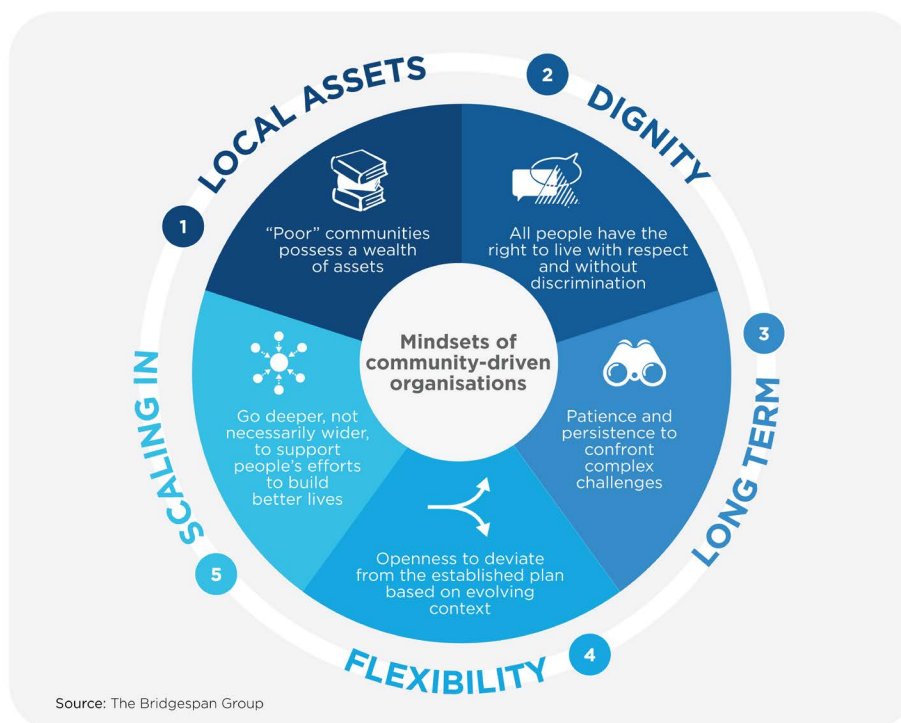 Mindsets of
community-driven
organisations
1
LOCAL ASSETS
“Poor” communities
possess a wealth
of assets
2
DIGNITY
All people have the
right to live with respect
and without
discrimination
3
LONG TERM
Patience and
persistence to
confront
complex
challenges
4
FLEXIBILITY
Openness to deviate
from the established plan
based on evolving
context
5
SCALING IN
Go deeper, not
necessarily wider,
to support
people’s efforts
to build
better lives
Source: The Bridgespan Group